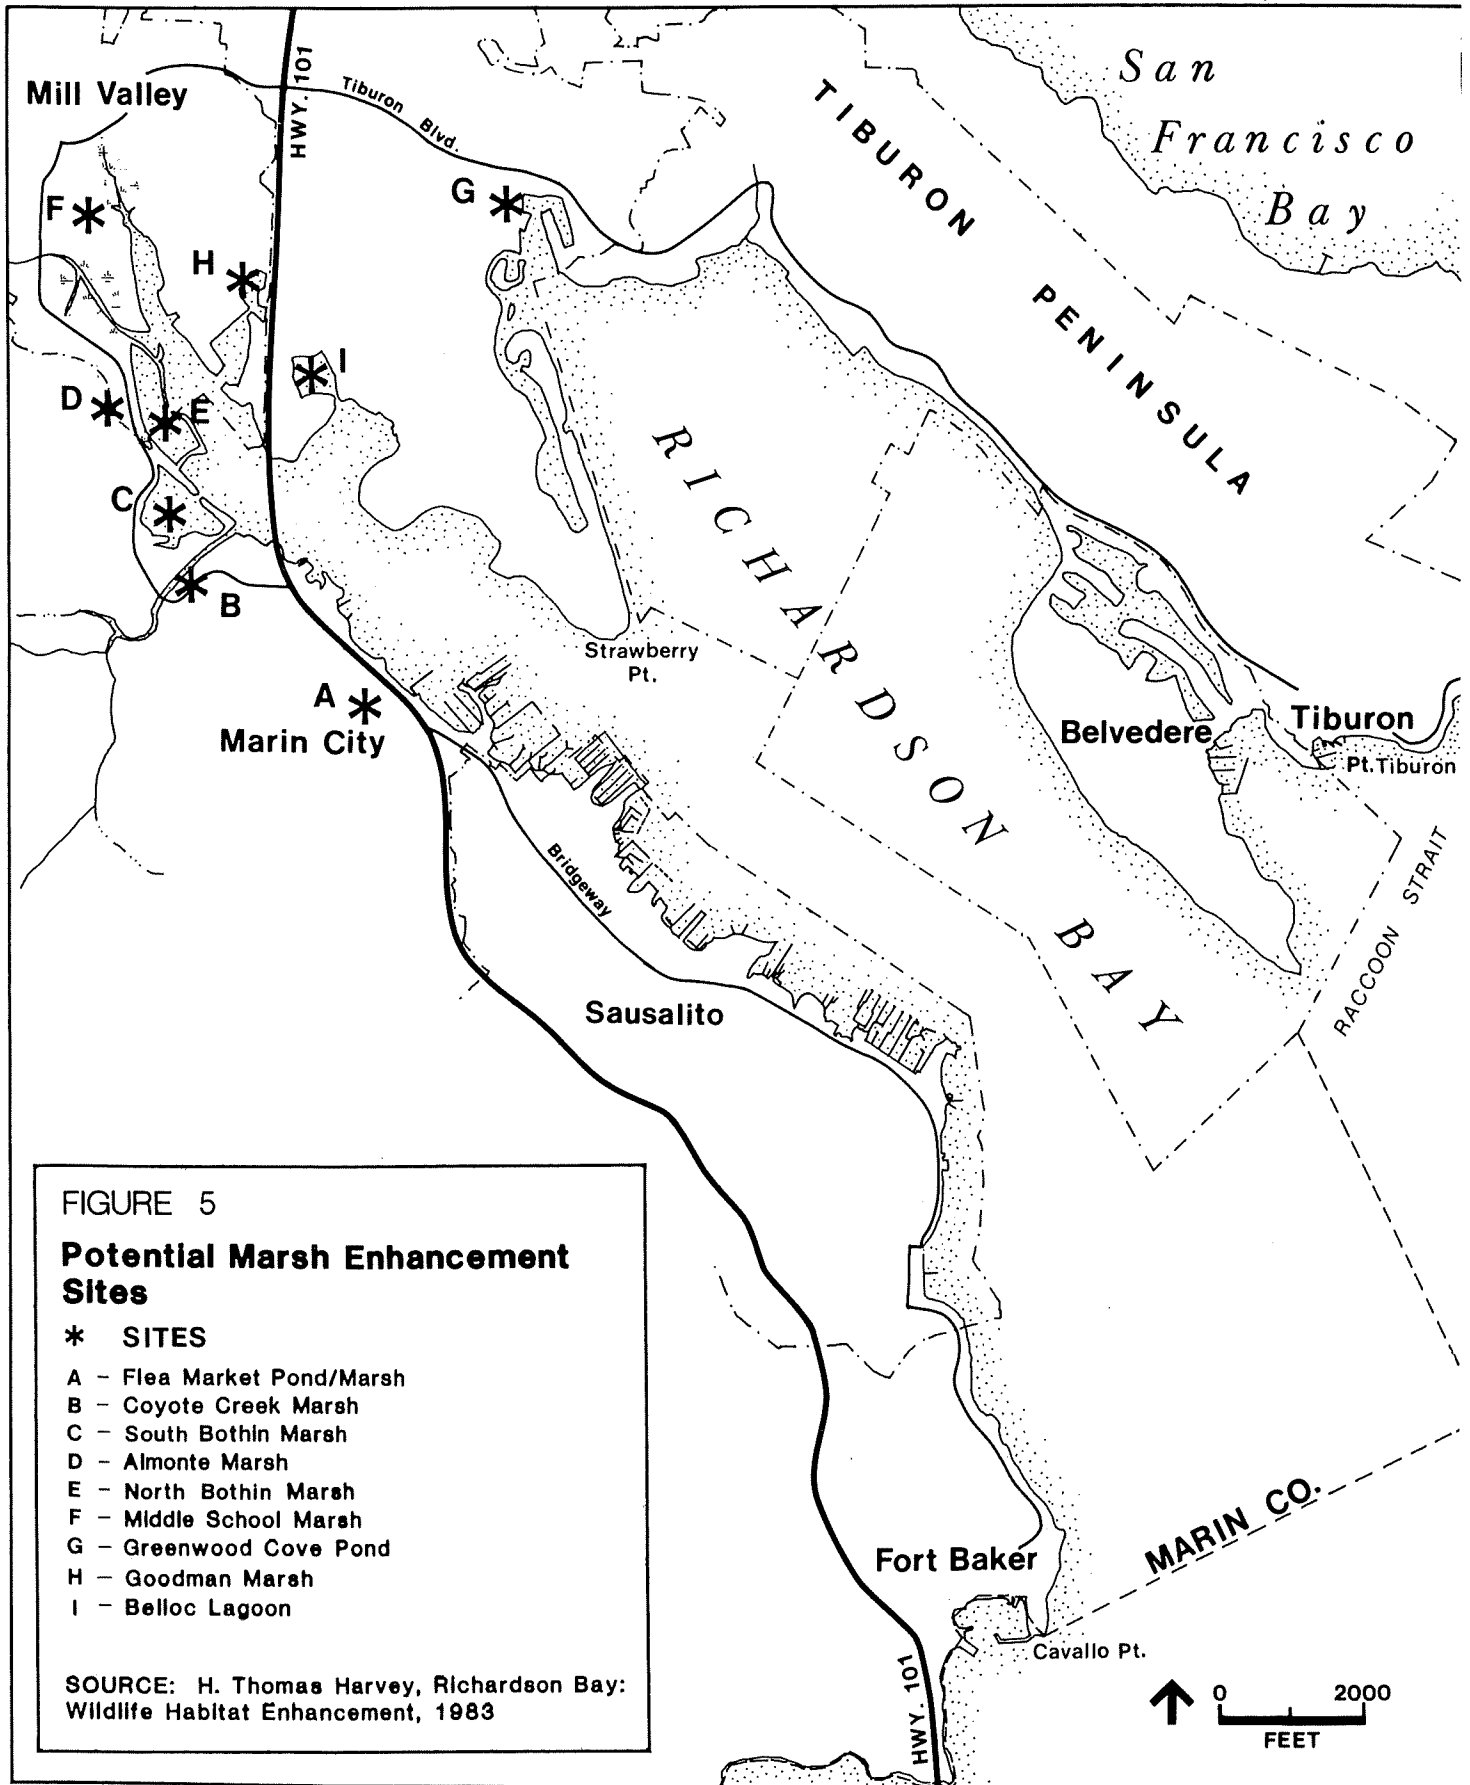 San
Francisco
Bay
Mill Valley
HWY. 101
Tiburon
Blvd.
TIBURON
PENINSULA
F
G
H
I
D
E
C
B
A
Marin City
RICHARDSON
BAY
Strawberry
Pt.
Belvedere
Tiburon
Pt. Tiburon
RACCOON STRAIT
Bridgeway
Sausalito
Fort Baker
MARIN CO.
Cavallo Pt.
HWY. 101
0 2000
FEET
FIGURE 5
Potential Marsh Enhancement
Sites
* SITES
A – Flea Market Pond/Marsh
B – Coyote Creek Marsh
C – South Bothin Marsh
D – Almonte Marsh
E – North Bothin Marsh
F – Middle School Marsh
G – Greenwood Cove Pond
H – Goodman Marsh
I – Belloc Lagoon
SOURCE: H. Thomas Harvey, Richardson Bay:
Wildlife Habitat Enhancement, 1983